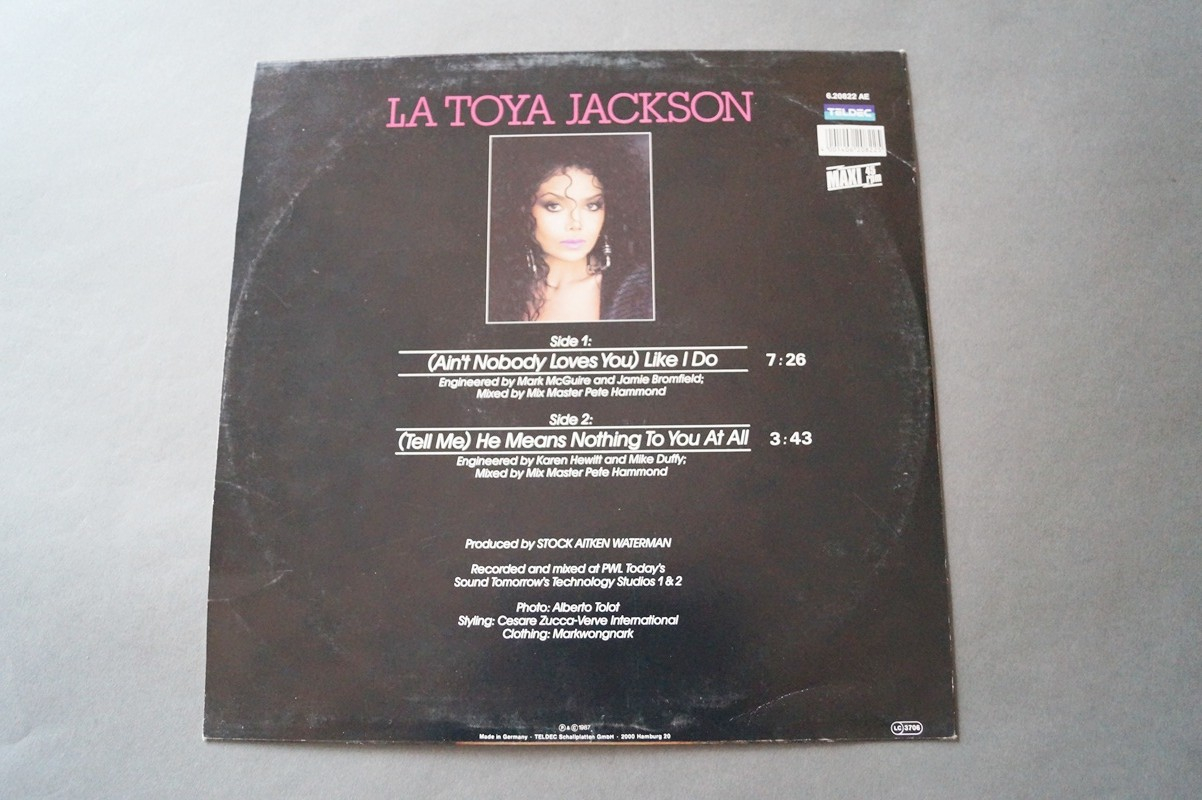 LA TOYA JACKSON
6.20822 AE
TELDEC
MAXI 45 rpm
Side 1:
(Ain't Nobody Loves You) Like I Do 7:26
Engineered by Mark McGuire and Jamie Bromfield;
Mixed by Mix Master Pete Hammond
Side 2:
(Tell Me) He Means Nothing To You At All 3:43
Engineered by Karen Hewitt and Mike Duffy;
Mixed by Mix Master Pete Hammond
Produced by STOCK AITKEN WATERMAN
Recorded and mixed at PWL Today's
Sound Tomorrow's Technology Studios 1 & 2
Photo: Alberto Tolot
Styling: Cesare Zucca-Verve International
Clothing: Markwongnark
℗ & © 1987
Made in Germany · TELDEC Schallplatten GmbH · 2000 Hamburg 20
LC 3706